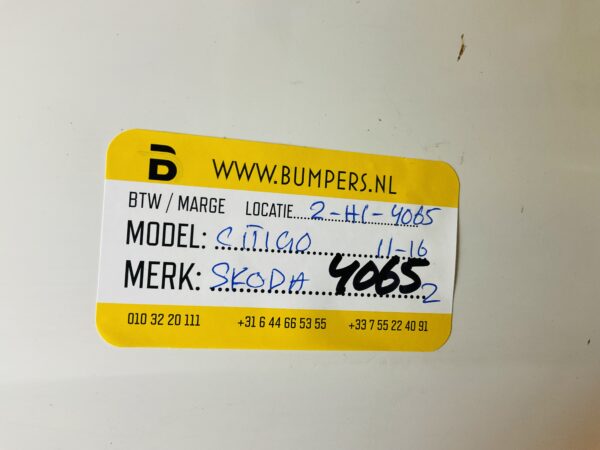 WWW.BUMPERS.NL
BTW / MARGE LOCATIE 2-H1-4065
MODEL: CITIGO 11-16
MERK: SKODA 4065 2
010 32 20 111 +31 6 44 66 53 55 +33 7 55 22 40 91